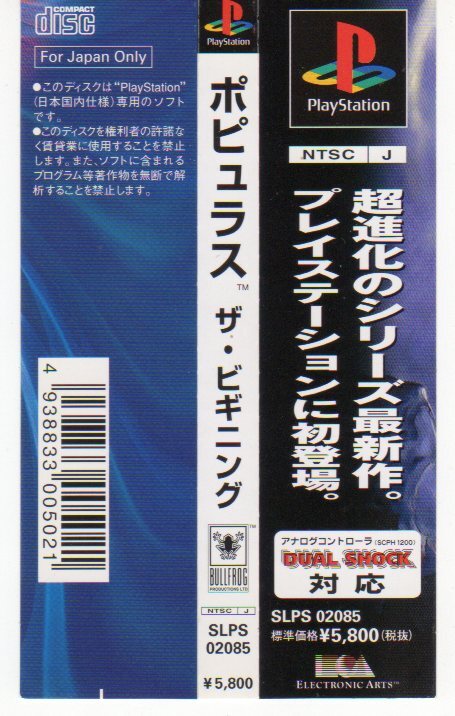 COMPACT
disc
For Japan Only
●このディスクは"PlayStation"
(日本国内仕様)専用のソフト
です。
●このディスクを権利者の許諾な
く賃貸業に使用することを禁止
します。また、ソフトに含まれる
プログラム等著作物を無断で解
析することを禁止します。
4 938833 005021
PlayStation
ポピュラス™
ザ・ビギニング
BULLFROG™
PRODUCTIONS LTD
NTSC J
SLPS
02085
¥5,800
PlayStation
NTSC J
超進化のシリーズ最新作。
プレイステーションに初登場。
アナログコントローラ(SCPH1200)
DUAL SHOCK
対応
SLPS 02085
標準価格¥5,800(税抜)
EA
ELECTRONIC ARTS™